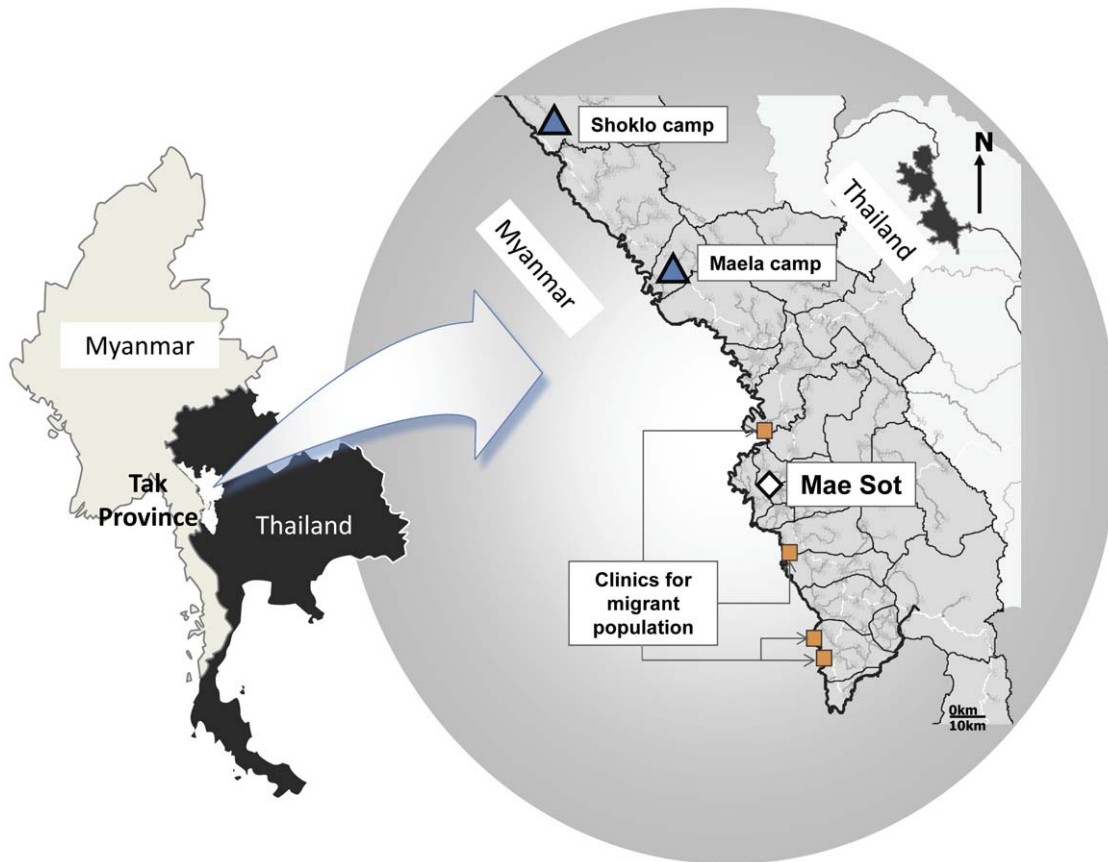 Myanmar
Tak
Province
Thailand
Shoklo camp
N
Thailand
Myanmar
Maela camp
Mae Sot
Clinics for
migrant
population
0km
10km